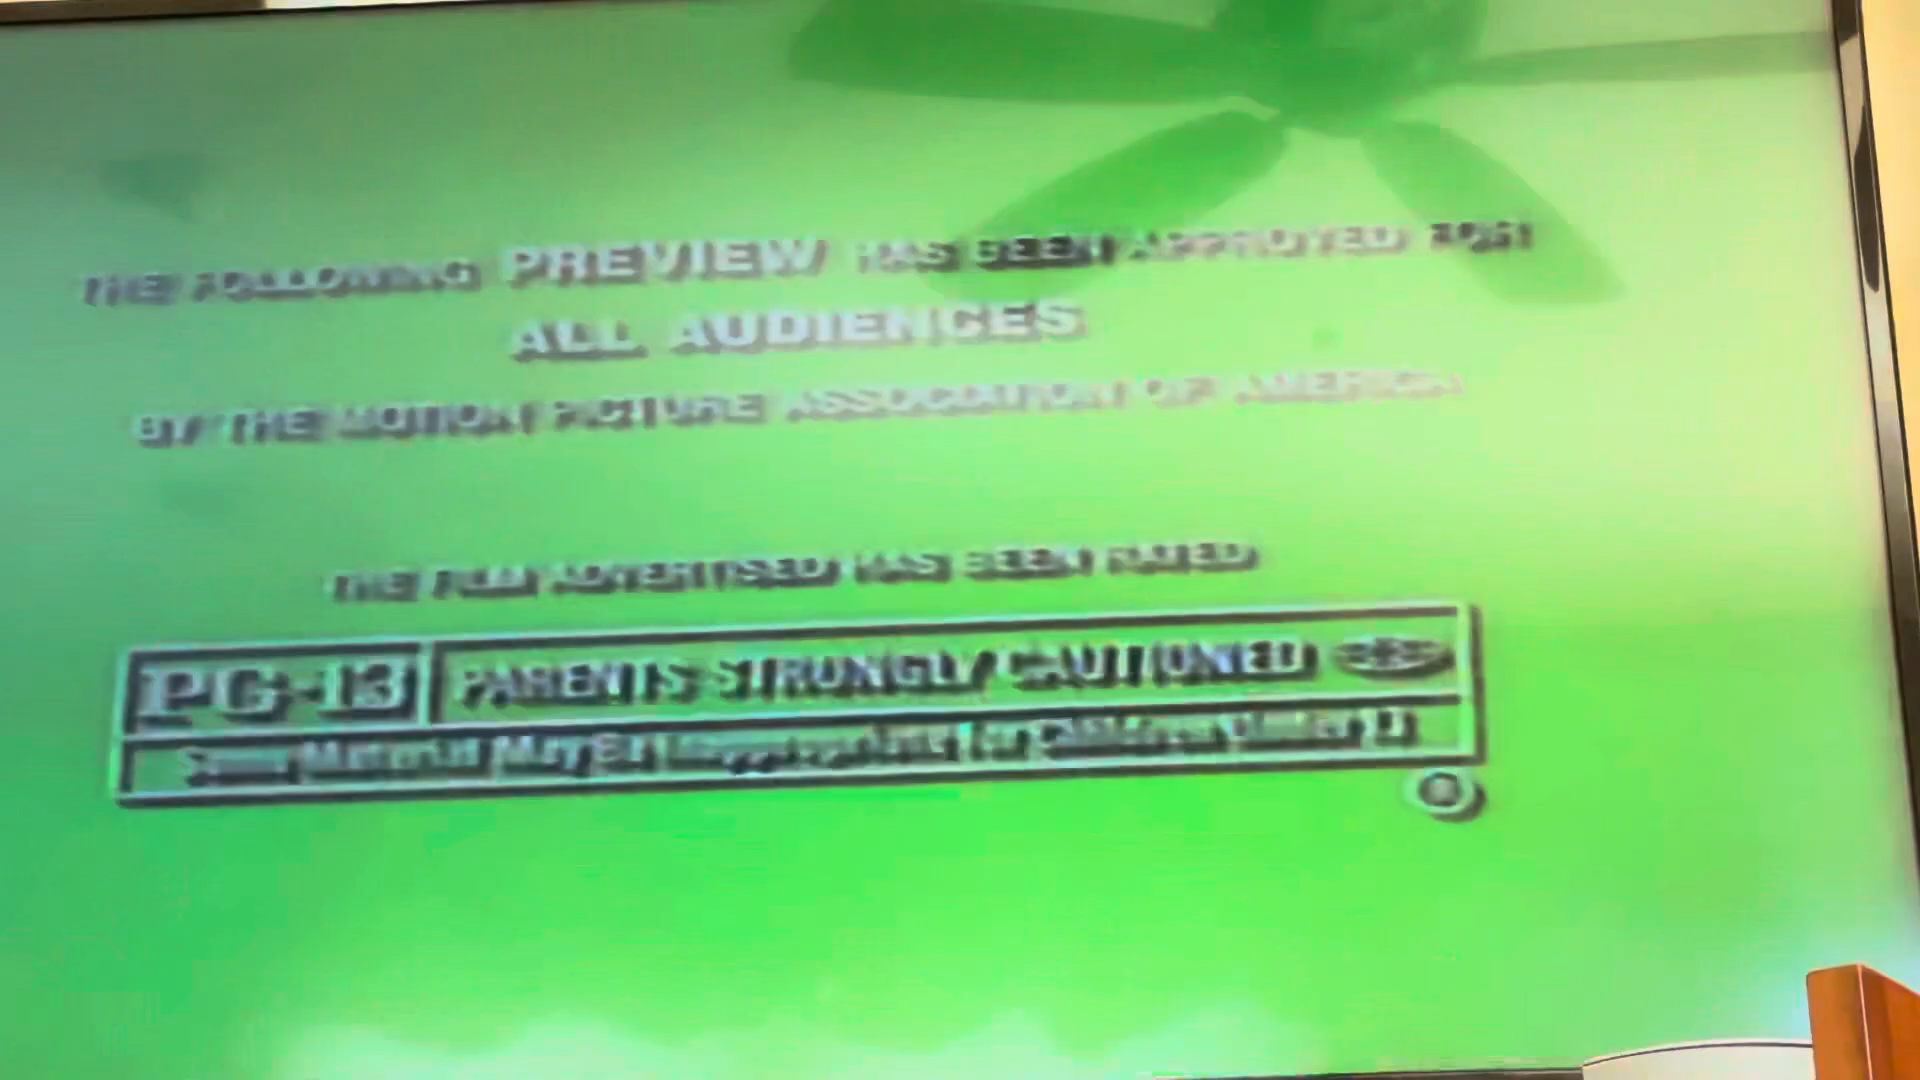 THE FOLLOWING PREVIEW HAS BEEN APPROVED FOR
ALL AUDIENCES
BY THE MOTION PICTURE ASSOCIATION OF AMERICA
THE FILM ADVERTISED HAS BEEN RATED
PG-13 PARENTS STRONGLY CAUTIONED
Some Material May Be Inappropriate for Children Under 13